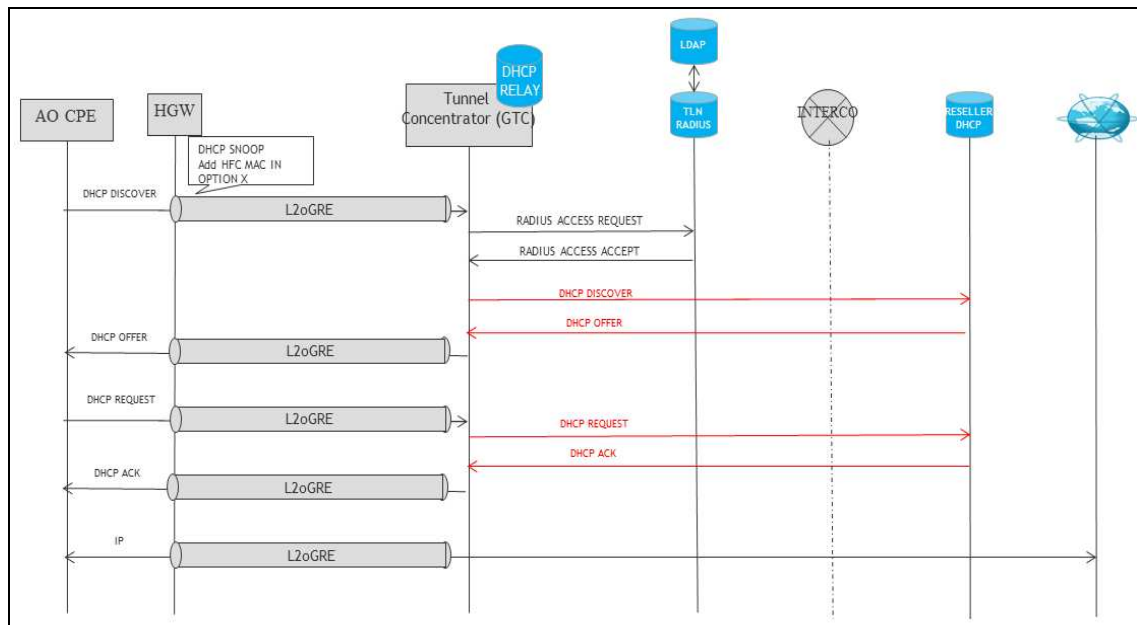 LDAP
DHCP
RELAY
AO CPE
HGW
Tunnel
Concentrator (GTC)
TLN
RADIUS
INTERCO
RESELLER
DHCP
DHCP SNOOP
Add HFC MAC IN
OPTION X
DHCP DISCOVER
L2oGRE
RADIUS ACCESS REQUEST
RADIUS ACCESS ACCEPT
DHCP DISCOVER
DHCP OFFER
DHCP OFFER
L2oGRE
DHCP REQUEST
L2oGRE
DHCP REQUEST
DHCP ACK
DHCP ACK
L2oGRE
IP
L2oGRE